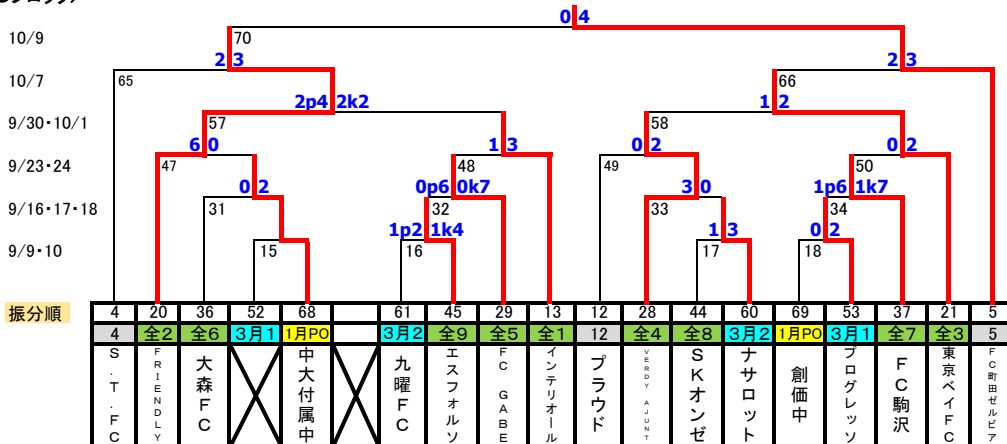 0 4
10/9
70
2 3
2 3
10/7
65
66
2p4 2k2
1 2
9/30・10/1
57
58
6 0
1 3
0 2
0 2
9/23・24
47
48
49
50
0 2
0p6 0k7
3 0
1p6 1k7
9/16・17・18
31
32
33
34
1p2 1k4
1 3
0 2
9/9・10
15
16
17
18
振分順 4 20 36 52 68 61 45 29 13 12 28 44 60 69 53 37 21 5
4 全2 全6 3月1 1月PO 3月2 全9 全5 全1 12 全4 全8 3月2 1月PO 3月1 全7 全3 5
S.T.FC
FRIENDLY
大森FC
中大付属中
九曜FC
エスフォルソ
FC GABE
インテリオール
プラウド
VERDY AJUNT
SKオンゼ
ナサロット
創価中
プログレッソ
FC駒沢
東京ベイFC
FC町田ゼルビア